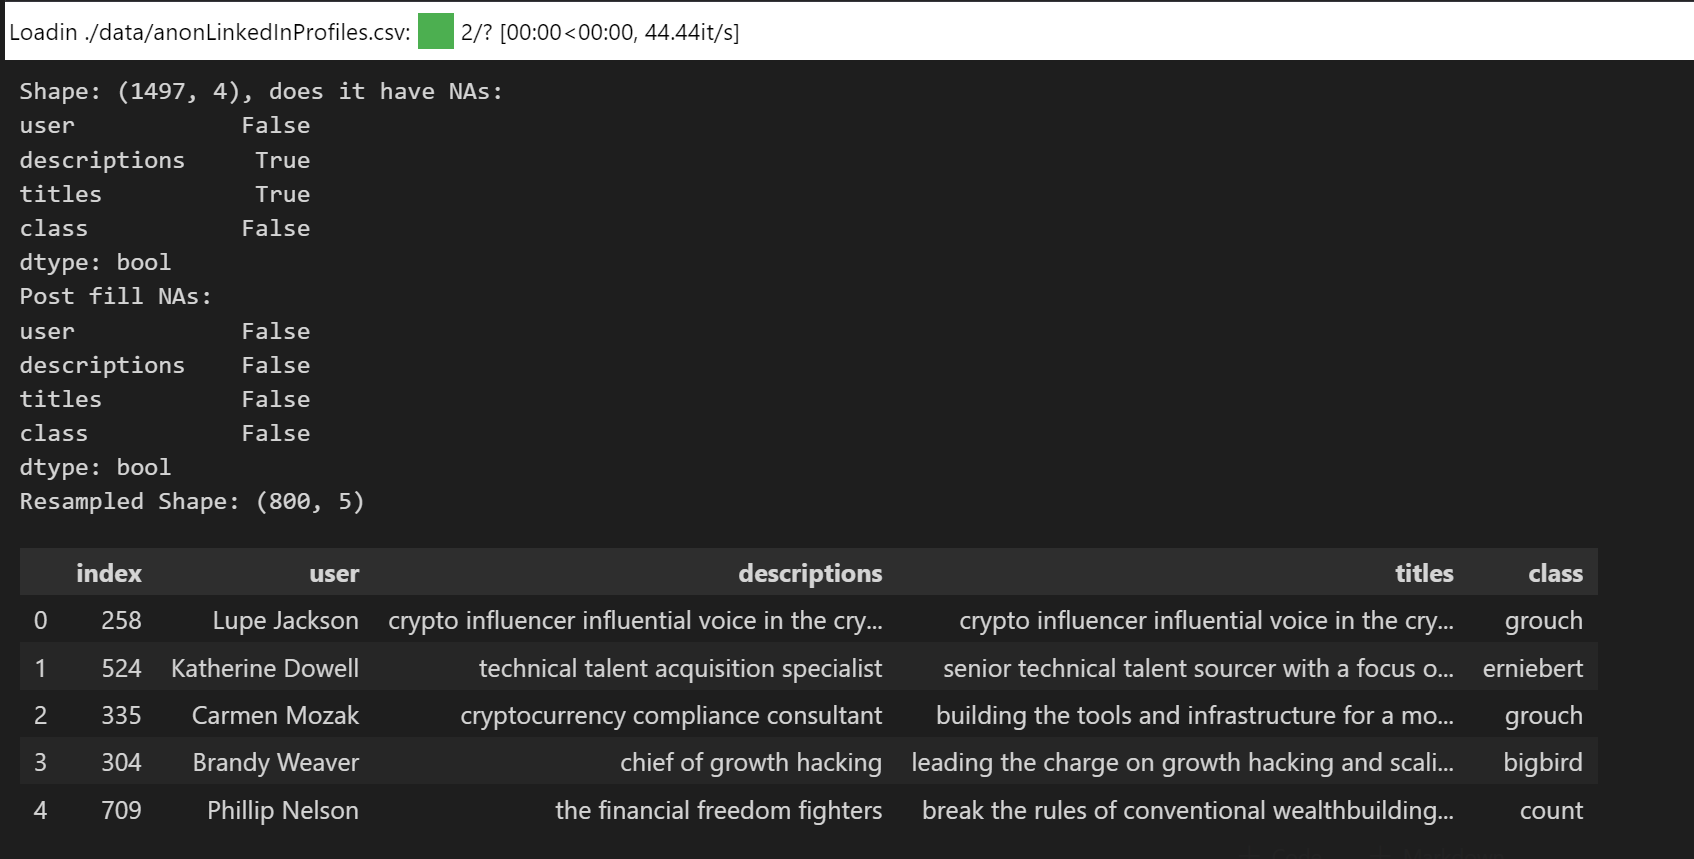 Loadin ./data/anonLinkedInProfiles.csv: 2/? [00:00<00:00, 44.44it/s]
Shape: (1497, 4), does it have NAs:
user False
descriptions True
titles True
class False
dtype: bool
Post fill NAs:
user False
descriptions False
titles False
class False
dtype: bool
Resampled Shape: (800, 5)
index user descriptions titles class
0 258 Lupe Jackson crypto influencer influential voice in the cry... crypto influencer influential voice in the cry... grouch
1 524 Katherine Dowell technical talent acquisition specialist senior technical talent sourcer with a focus o... erniebert
2 335 Carmen Mozak cryptocurrency compliance consultant building the tools and infrastructure for a mo... grouch
3 304 Brandy Weaver chief of growth hacking leading the charge on growth hacking and scali... bigbird
4 709 Phillip Nelson the financial freedom fighters break the rules of conventional wealthbuilding... count